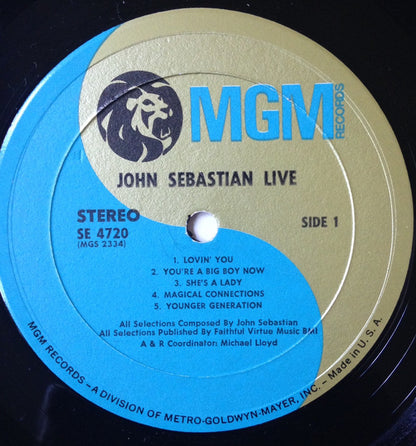 MGM
RECORDS
JOHN SEBASTIAN LIVE
STEREO
SE 4720
(MGS 2334)
SIDE 1
1. LOVIN' YOU
2. YOU'RE A BIG BOY NOW
3. SHE'S A LADY
4. MAGICAL CONNECTIONS
5. YOUNGER GENERATION
All Selections Composed By John Sebastian
All Selections Published By Faithful Virtue Music BMI
A & R Coordinator: Michael Lloyd
MGM RECORDS – A DIVISION OF METRO-GOLDWYN-MAYER, INC. – Made in U. S. A.